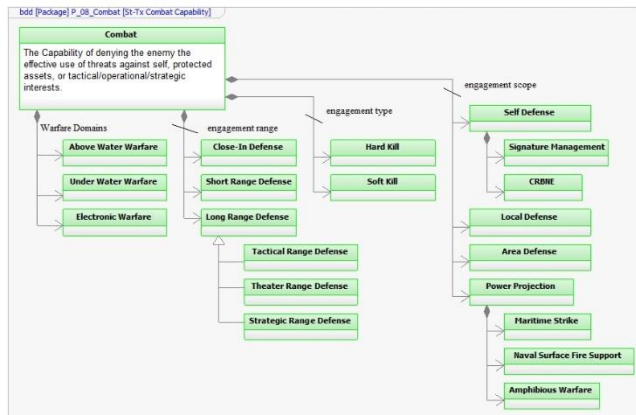 bdd [Package] P_08_Combat [St-Tx Combat Capability]
Combat
The Capability of denying the enemy the
effective use of threats against self, protected
assets, or tactical/operational/strategic
interests.
Warfare Domains
Above Water Warfare
Under Water Warfare
Electronic Warfare
engagement range
Close-In Defense
Short Range Defense
Long Range Defense
Tactical Range Defense
Theater Range Defense
Strategic Range Defense
engagement type
Hard Kill
Soft Kill
engagement scope
Self Defense
Signature Management
CRBNE
Local Defense
Area Defense
Power Projection
Maritime Strike
Naval Surface Fire Support
Amphibious Warfare